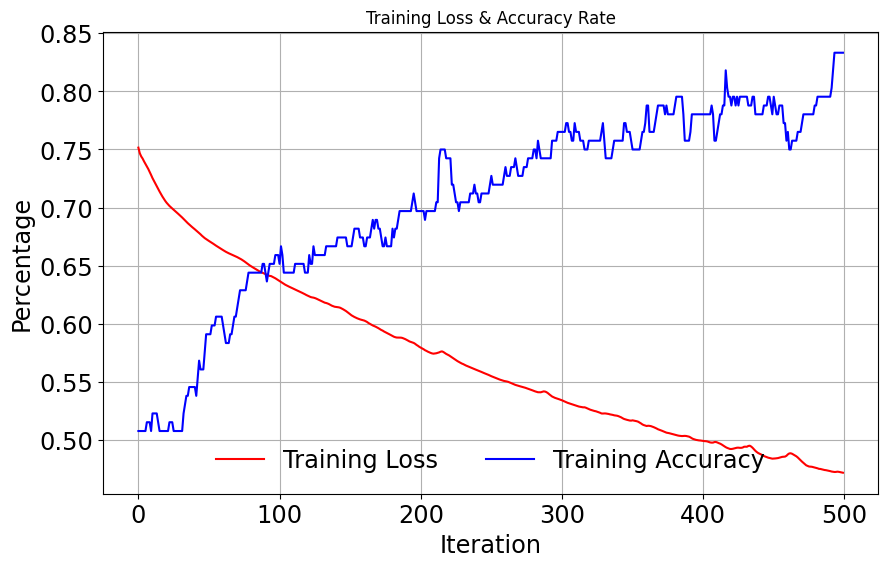 Training Loss & Accuracy Rate
0.85
0.80
0.75
0.70
0.65
0.60
0.55
0.50
Percentage
Training Loss Training Accuracy
0 100 200 300 400 500
Iteration